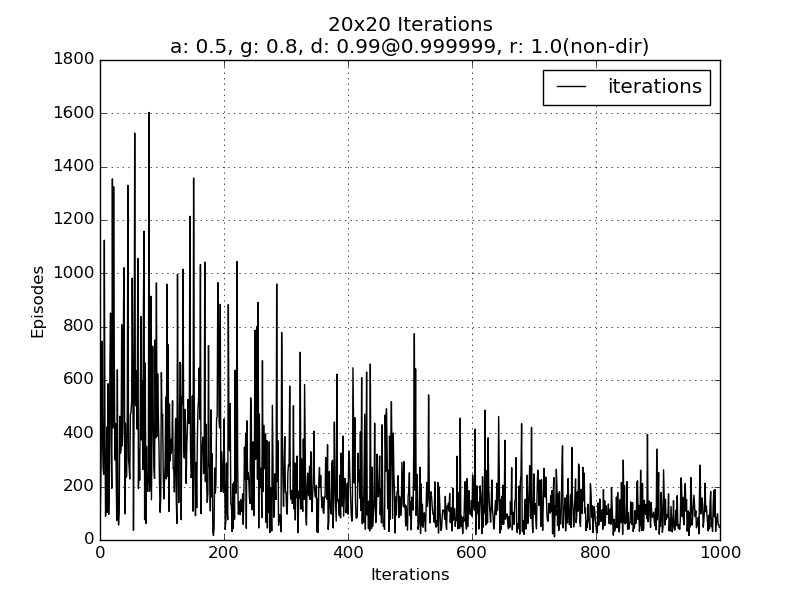 20x20 Iterations
a: 0.5, g: 0.8, d: 0.99@0.999999, r: 1.0(non-dir)
iterations
1800
1600
1400
1200
1000
800
600
400
200
0
Episodes
0 200 400 600 800 1000
Iterations